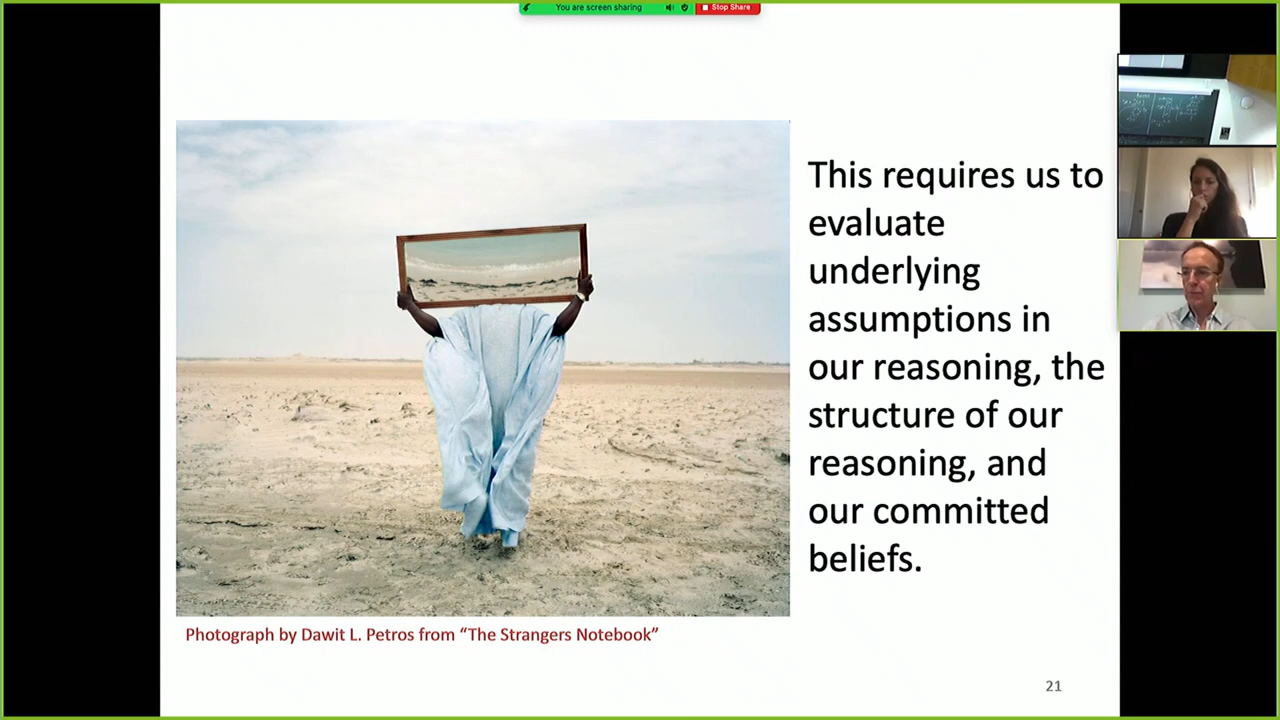 You are screen sharing
Stop Share
This requires us to
evaluate
underlying
assumptions in
our reasoning, the
structure of our
reasoning, and
our committed
beliefs.
Photograph by Dawit L. Petros from “The Strangers Notebook”
21